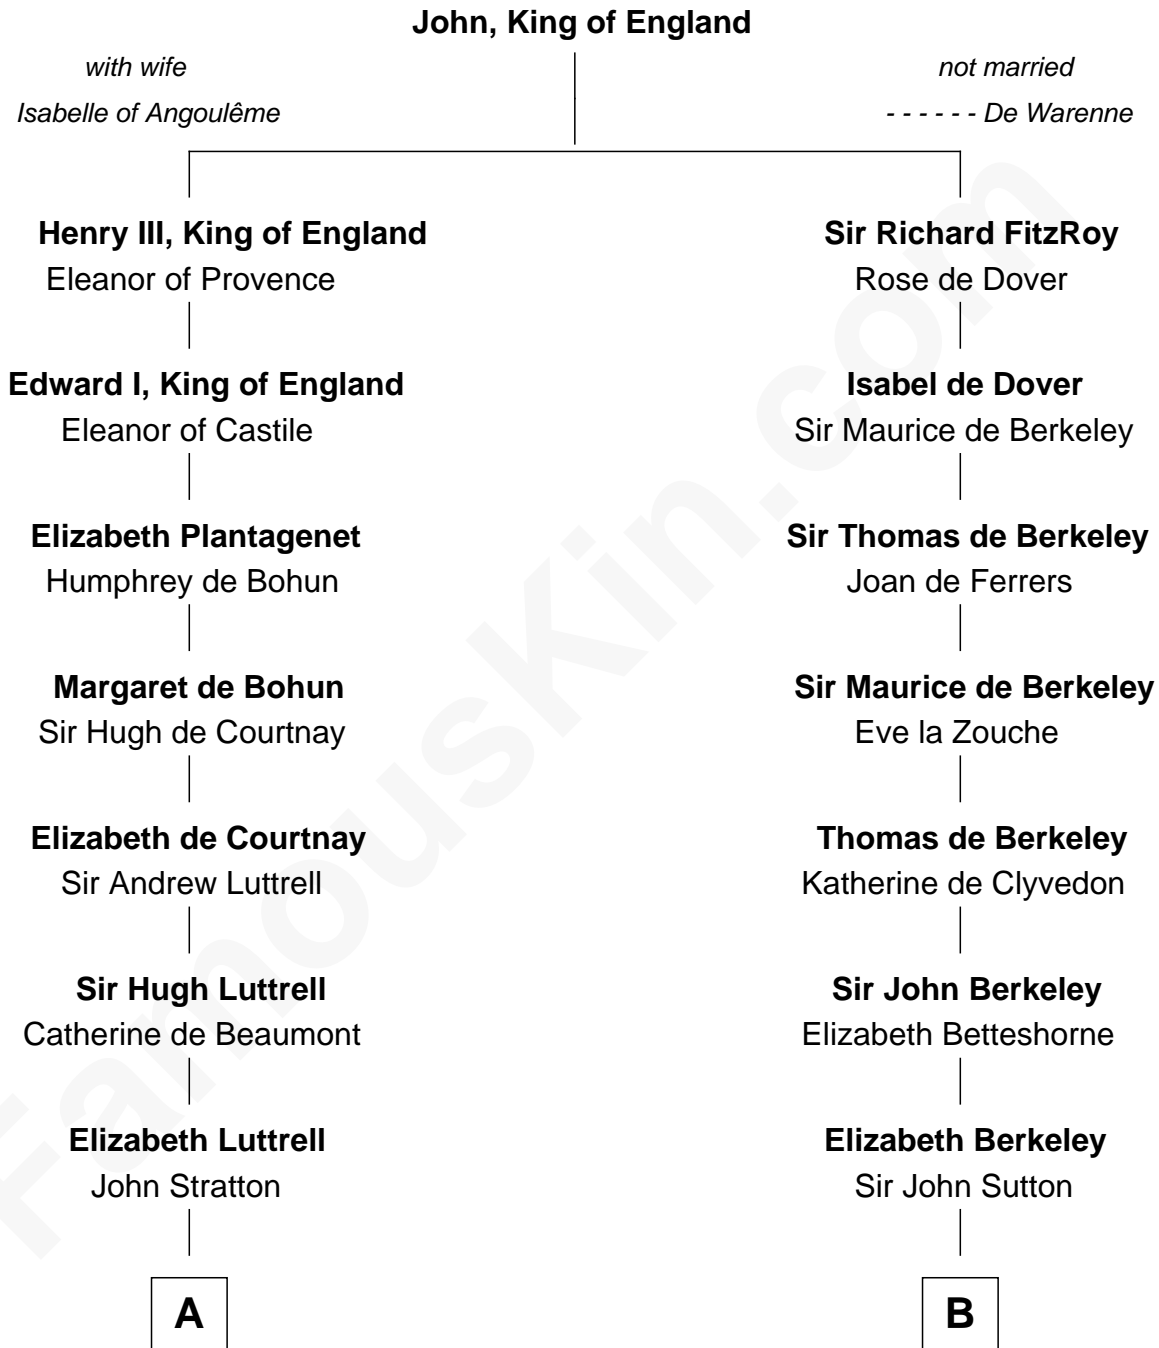 John, King of England
with wife
Isabelle of Angoulême
not married
- - - - - - De Warenne
Henry III, King of England
Eleanor of Provence
Sir Richard FitzRoy
Rose de Dover
Edward I, King of England
Eleanor of Castile
Isabel de Dover
Sir Maurice de Berkeley
Elizabeth Plantagenet
Humphrey de Bohun
Sir Thomas de Berkeley
Joan de Ferrers
Margaret de Bohun
Sir Hugh de Courtnay
Sir Maurice de Berkeley
Eve la Zouche
Elizabeth de Courtnay
Sir Andrew Luttrell
Thomas de Berkeley
Katherine de Clyvedon
Sir Hugh Luttrell
Catherine de Beaumont
Sir John Berkeley
Elizabeth Betteshorne
Elizabeth Luttrell
John Stratton
Elizabeth Berkeley
Sir John Sutton
A
B
FamousKin.com